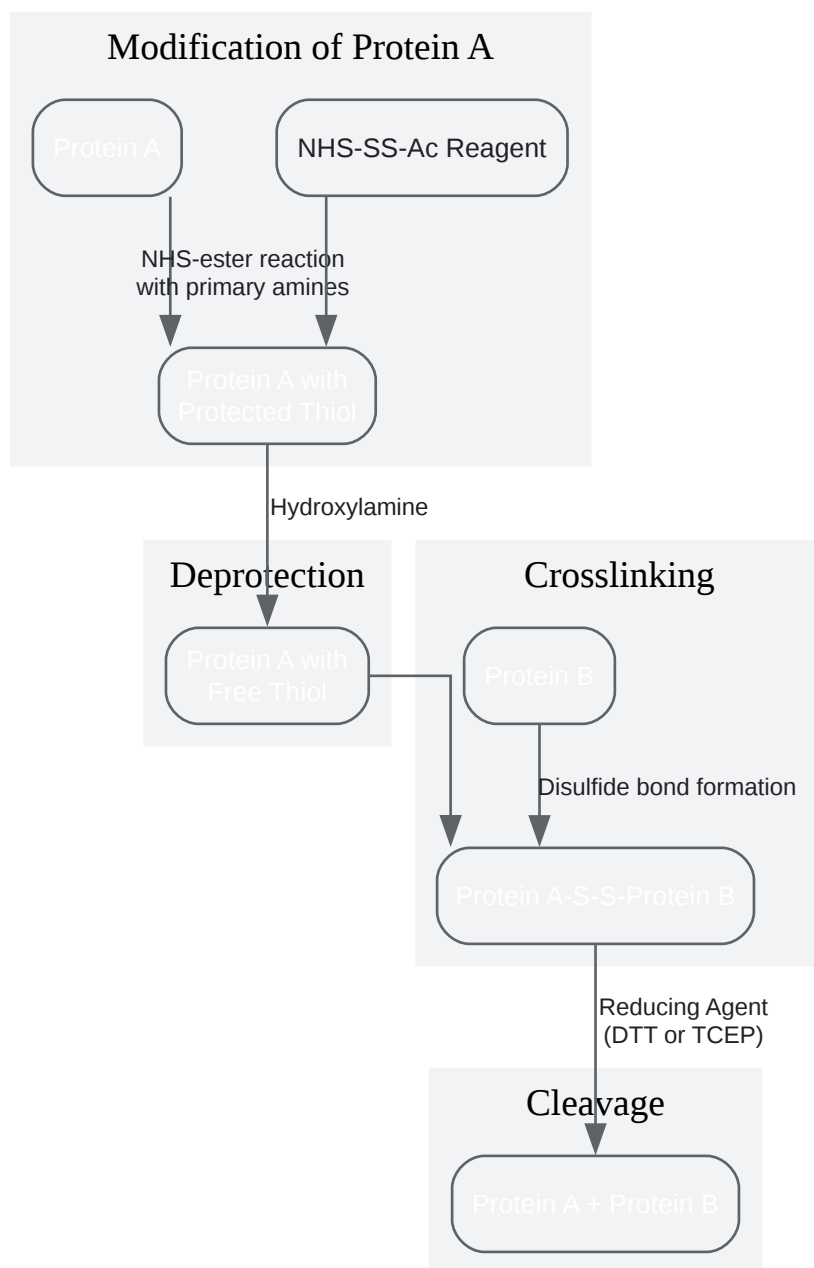 Modification of Protein A
Protein A
NHS-SS-Ac Reagent
NHS-ester reaction
with primary amines
Protein A with
Protected Thiol
Hydroxylamine
Deprotection
Crosslinking
Protein A with
Free Thiol
Protein B
Disulfide bond formation
Protein A-S-S-Protein B
Reducing Agent
(DTT or TCEP)
Cleavage
Protein A + Protein B